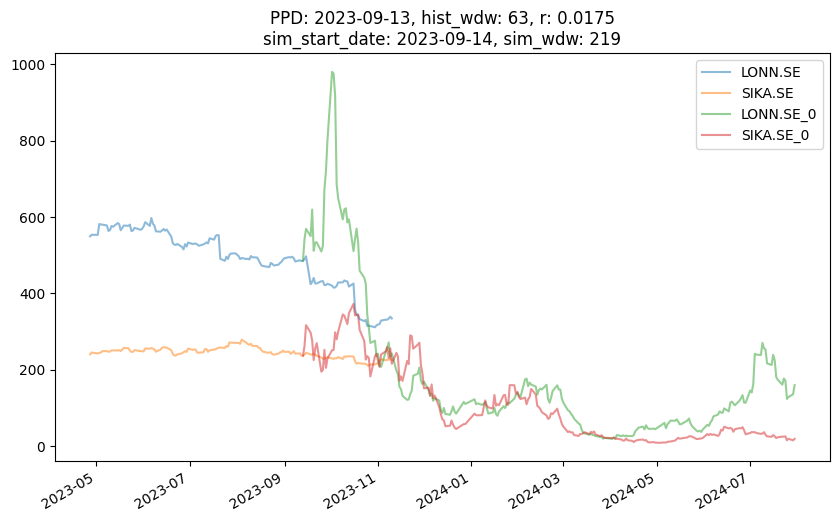 PPD: 2023-09-13, hist_wdw: 63, r: 0.0175
sim_start_date: 2023-09-14, sim_wdw: 219
1000
800
600
400
200
0
LONN.SE
SIKA.SE
LONN.SE_0
SIKA.SE_0
2023-05
2023-07
2023-09
2023-11
2024-01
2024-03
2024-05
2024-07